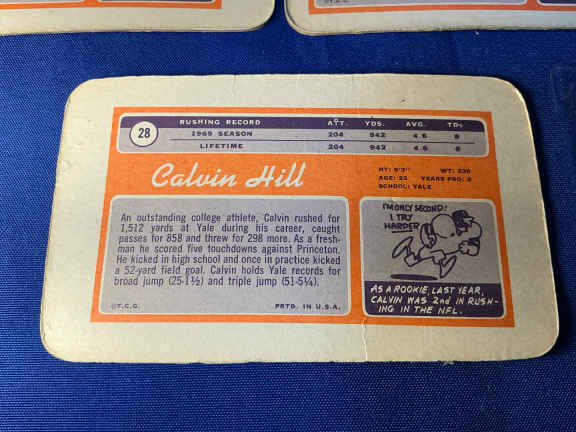 28
RUSHING RECORD ATT. YDS. AVG. TDs
1969 SEASON 204 942 4.6 8
LIFETIME 204 942 4.6 8
Calvin Hill
HT: 6'3" WT: 230
AGE: 23 YEARS PRO: 2
SCHOOL: YALE
An outstanding college athlete, Calvin rushed for
1,512 yards at Yale during his career, caught
passes for 858 and threw for 298 more. As a fresh-
man he scored five touchdowns against Princeton.
He kicked in high school and once in practice kicked
a 52-yard field goal. Calvin holds Yale records for
broad jump (25-1½) and triple jump (51-5¼).
©T.C.G. PRTD. IN U.S.A.
I'M ONLY SECOND!
I TRY
HARDER
AS A ROOKIE, LAST YEAR,
CALVIN WAS 2nd IN RUSH-
ING IN THE NFL.